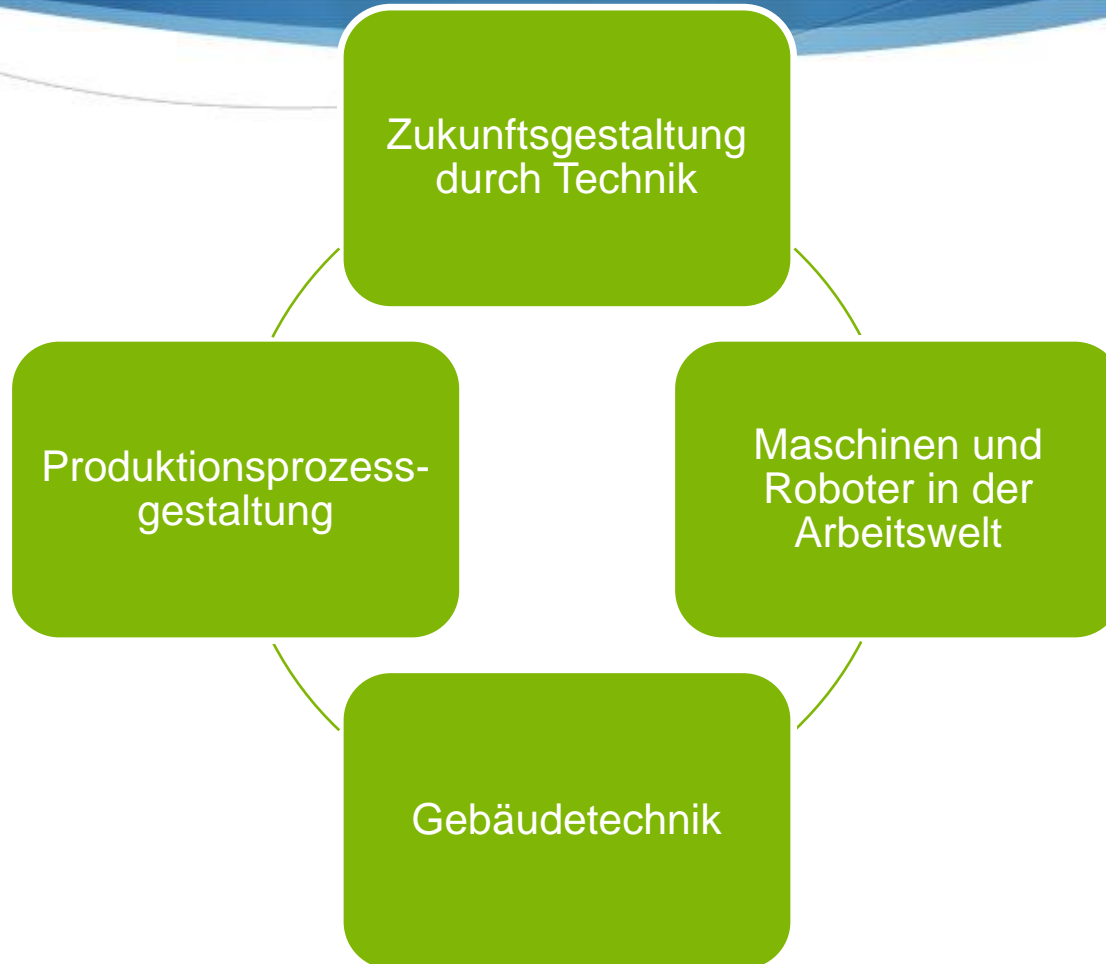 Zukunftsgestaltung
durch Technik
Produktionsprozess-
gestaltung
Maschinen und
Roboter in der
Arbeitswelt
Gebäudetechnik